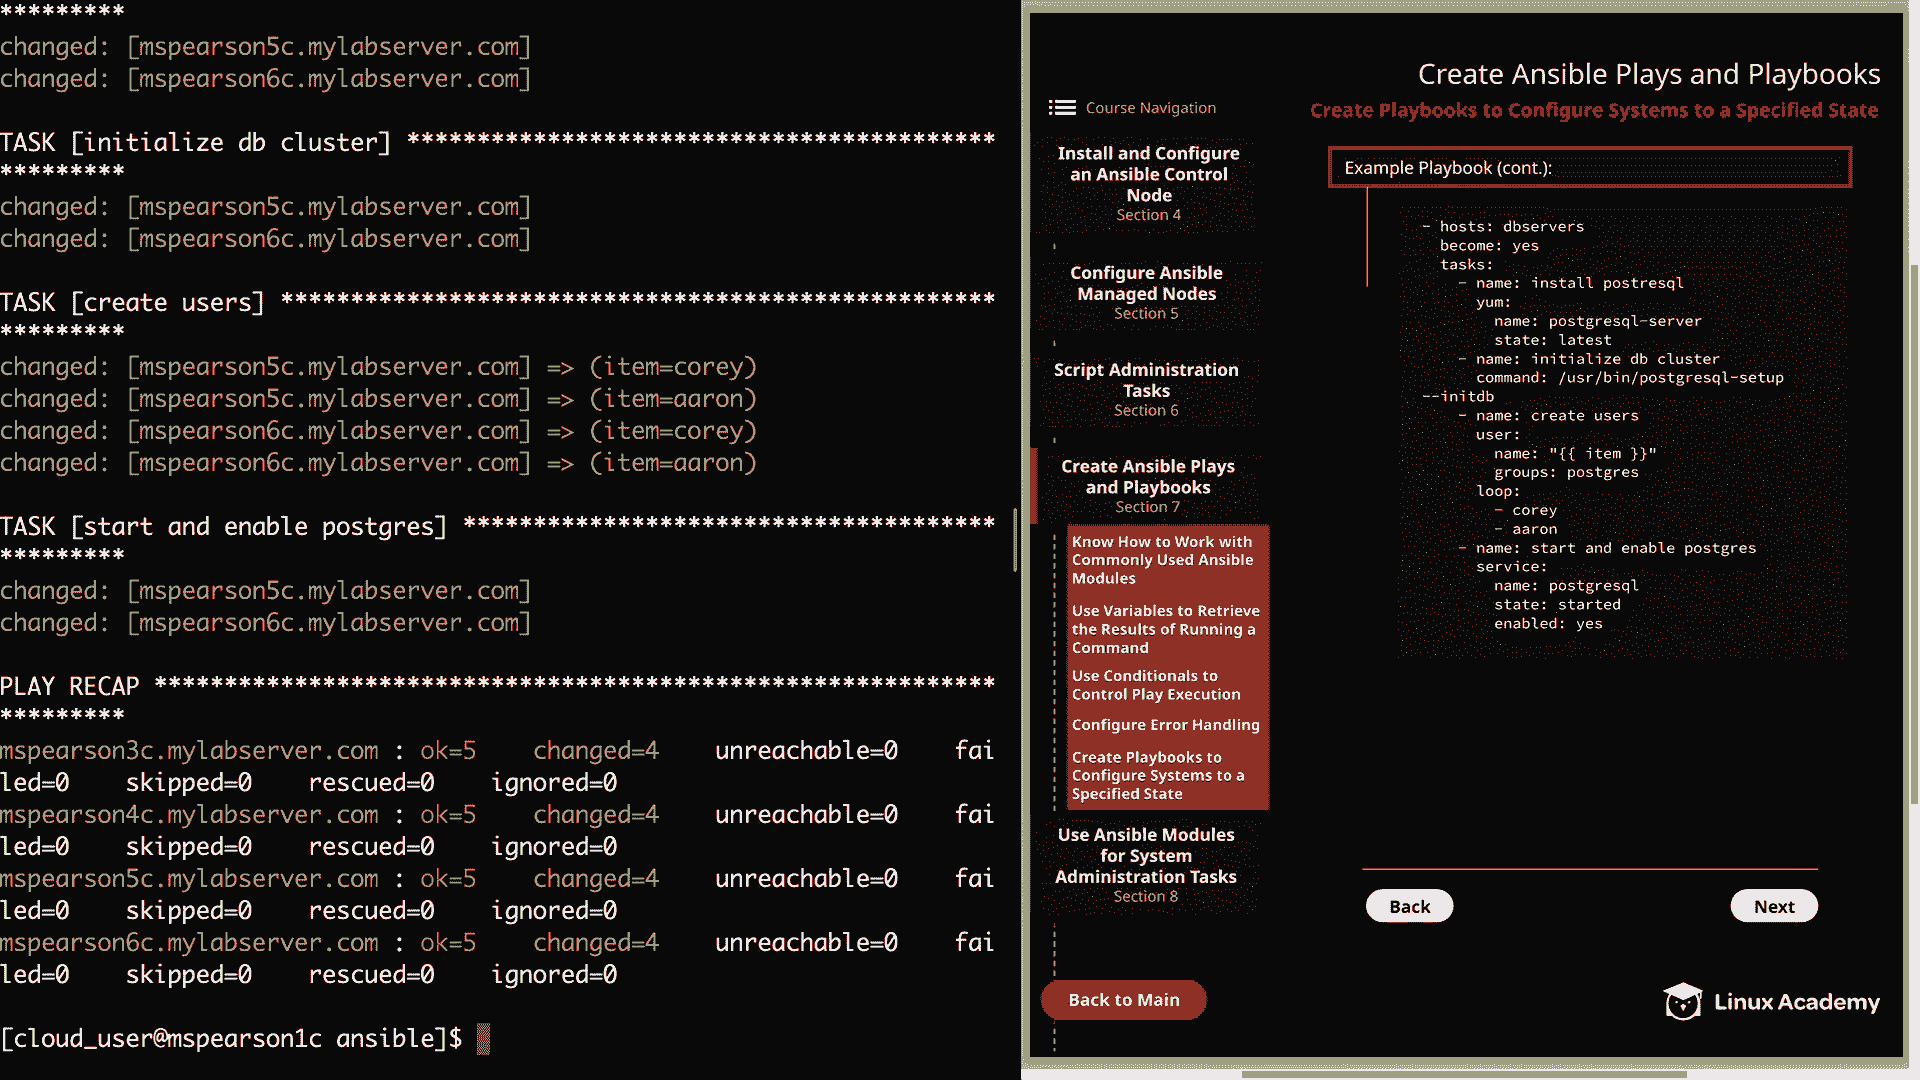 *********
changed: [mspearson5c.mylabserver.com]
changed: [mspearson6c.mylabserver.com]
TASK [initialize db cluster] ******************************************
*********
changed: [mspearson5c.mylabserver.com]
changed: [mspearson6c.mylabserver.com]
TASK [create users] ***************************************************
*********
changed: [mspearson5c.mylabserver.com] => (item=corey)
changed: [mspearson5c.mylabserver.com] => (item=aaron)
changed: [mspearson6c.mylabserver.com] => (item=corey)
changed: [mspearson6c.mylabserver.com] => (item=aaron)
TASK [start and enable postgres] **************************************
*********
changed: [mspearson5c.mylabserver.com]
changed: [mspearson6c.mylabserver.com]
PLAY RECAP ************************************************************
*********
mspearson3c.mylabserver.com : ok=5    changed=4    unreachable=0    fai
led=0    skipped=0    rescued=0    ignored=0
mspearson4c.mylabserver.com : ok=5    changed=4    unreachable=0    fai
led=0    skipped=0    rescued=0    ignored=0
mspearson5c.mylabserver.com : ok=5    changed=4    unreachable=0    fai
led=0    skipped=0    rescued=0    ignored=0
mspearson6c.mylabserver.com : ok=5    changed=4    unreachable=0    fai
led=0    skipped=0    rescued=0    ignored=0
[cloud_user@mspearson1c ansible]$
Create Ansible Plays and Playbooks
Create Playbooks to Configure Systems to a Specified State
Course Navigation
Install and Configure
an Ansible Control
Node
Section 4
Configure Ansible
Managed Nodes
Section 5
Script Administration
Tasks
Section 6
Create Ansible Plays
and Playbooks
Section 7
Know How to Work with
Commonly Used Ansible
Modules
Use Variables to Retrieve
the Results of Running a
Command
Use Conditionals to
Control Play Execution
Configure Error Handling
Create Playbooks to
Configure Systems to a
Specified State
Use Ansible Modules
for System
Administration Tasks
Section 8
Back to Main
Example Playbook (cont.):
- hosts: dbservers
  become: yes
  tasks:
    - name: install postresql
      yum:
        name: postgresql-server
        state: latest
    - name: initialize db cluster
      command: /usr/bin/postgresql-setup
--initdb
    - name: create users
      user:
        name: "{{ item }}"
        groups: postgres
      loop:
        - corey
        - aaron
    - name: start and enable postgres
      service:
        name: postgresql
        state: started
        enabled: yes
Back
Next
Linux Academy